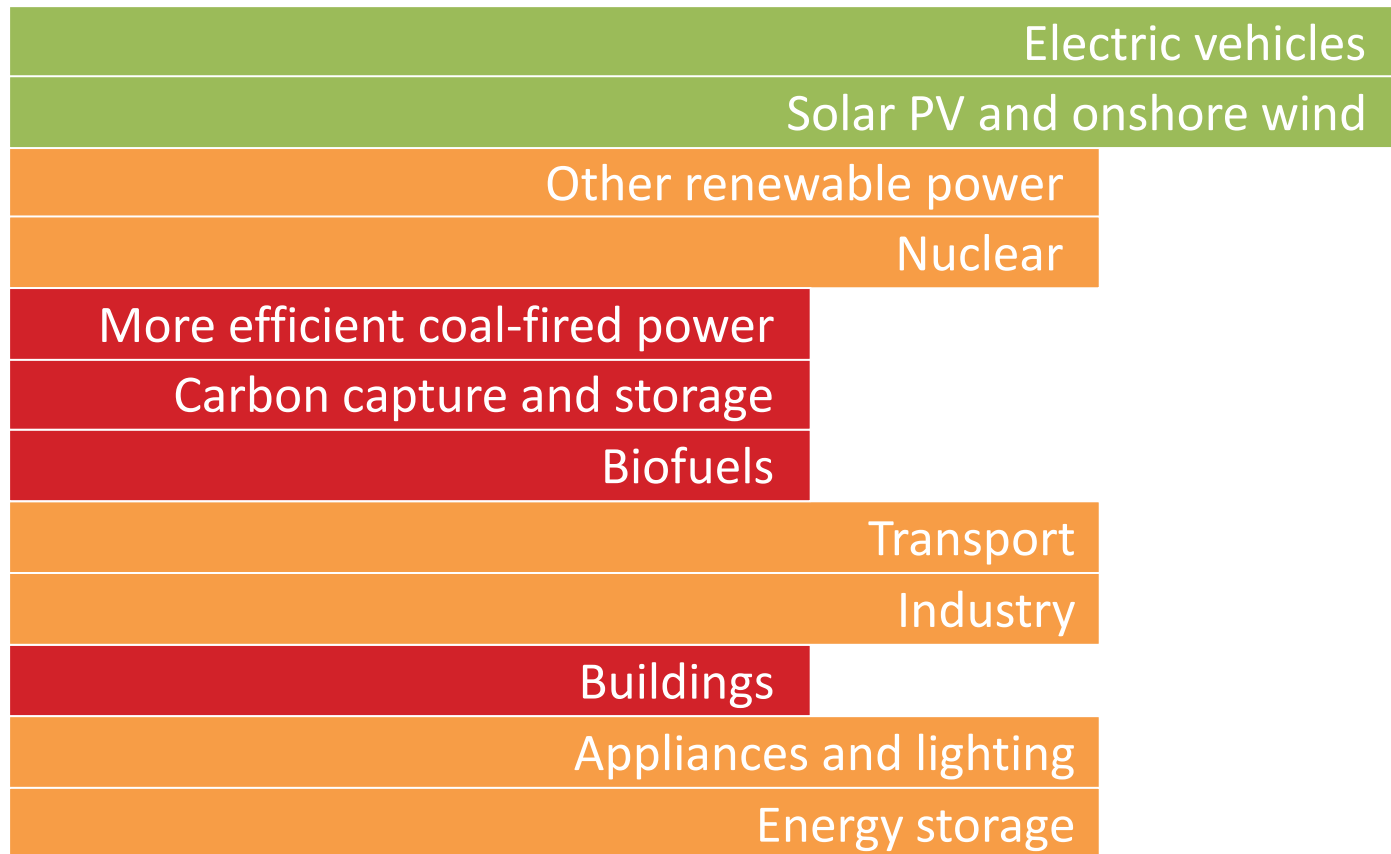 Electric vehicles
Solar PV and onshore wind
Other renewable power
Nuclear
More efficient coal-fired power
Carbon capture and storage
Biofuels
Transport
Industry
Buildings
Appliances and lighting
Energy storage